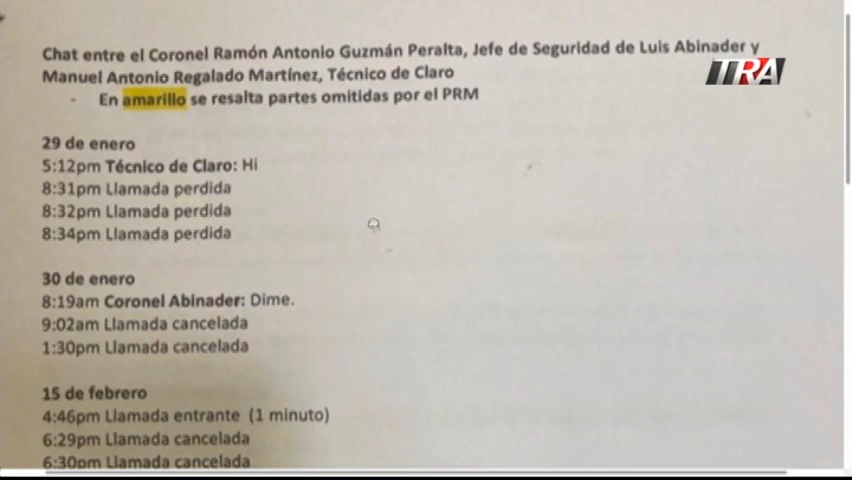 Chat entre el Coronel Ramón Antonio Guzmán Peralta, Jefe de Seguridad de Luis Abinader y
Manuel Antonio Regalado Martínez, Técnico de Claro
- En amarillo se resalta partes omitidas por el PRM
TRA
29 de enero
5:12pm Técnico de Claro: Hi
8:31pm Llamada perdida
8:32pm Llamada perdida
8:34pm Llamada perdida
30 de enero
8:19am Coronel Abinader: Dime.
9:02am Llamada cancelada
1:30pm Llamada cancelada
15 de febrero
4:46pm Llamada entrante (1 minuto)
6:29pm Llamada cancelada
6:30pm Llamada cancelada